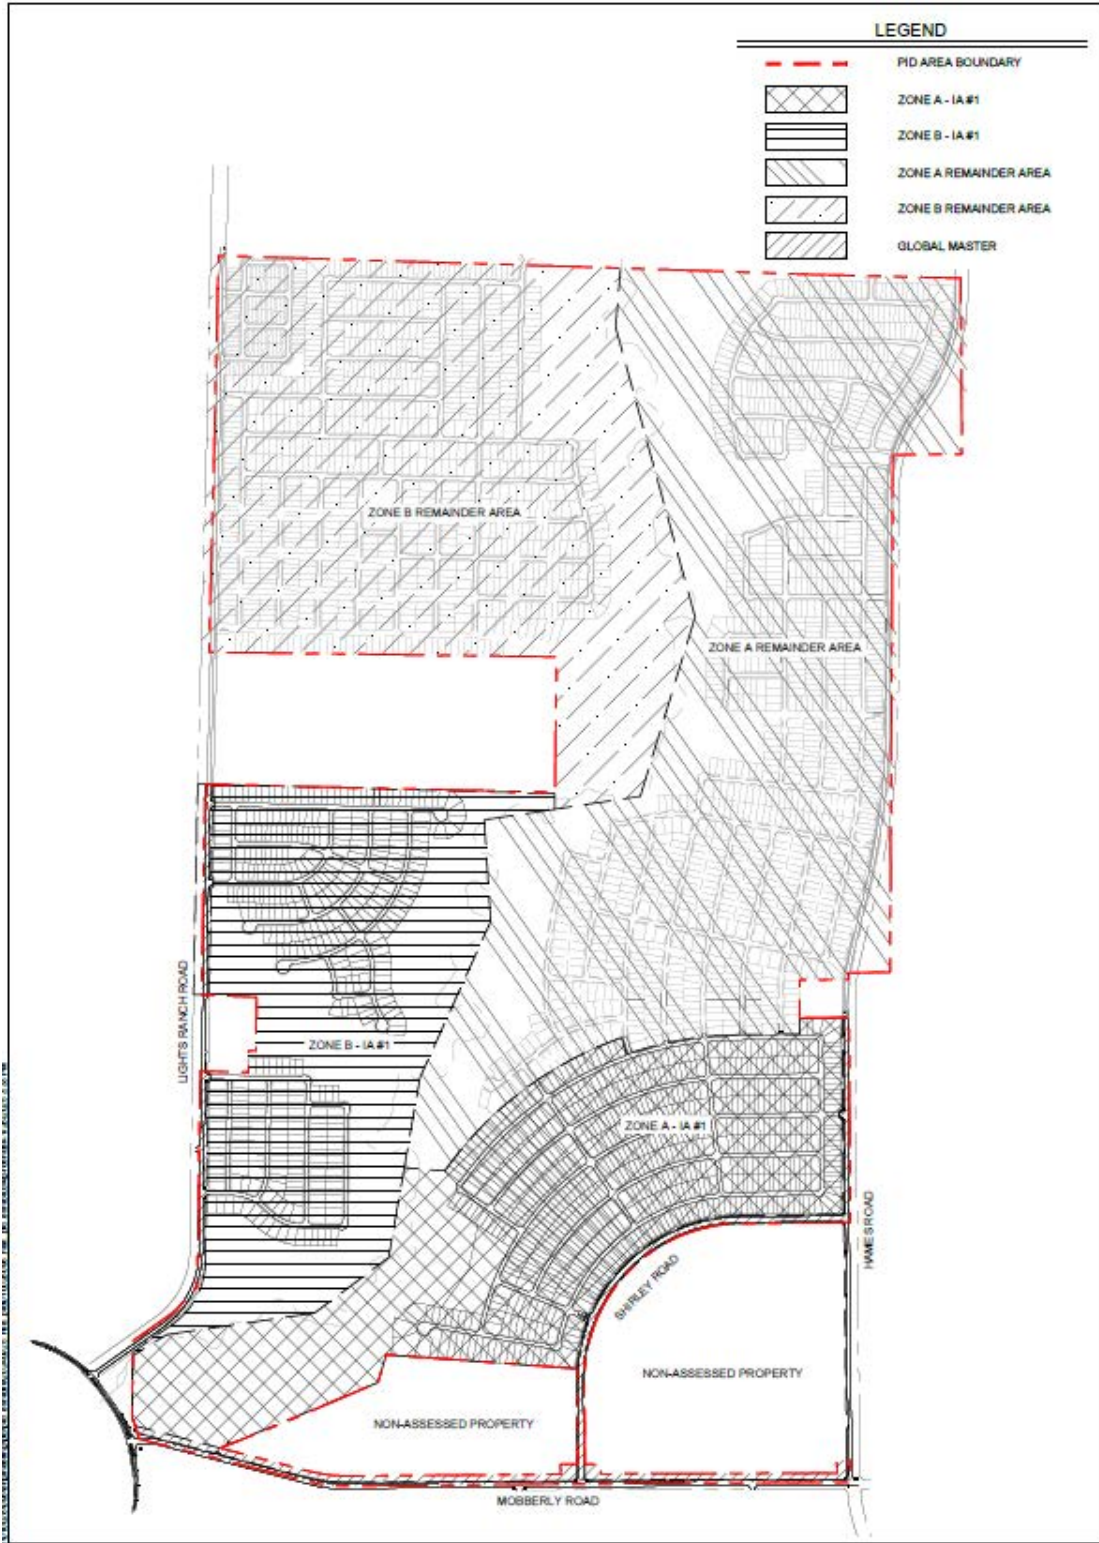 LEGEND
PID AREA BOUNDARY
ZONE A - IA #1
ZONE B - IA #1
ZONE A REMAINDER AREA
ZONE B REMAINDER AREA
GLOBAL MASTER
ZONE B REMAINDER AREA
ZONE A REMAINDER AREA
LIGHTS RANCH ROAD
ZONE B - IA #1
ZONE A - IA #1
HAMES ROAD
SHIRLEY ROAD
NON-ASSESSED PROPERTY
NON-ASSESSED PROPERTY
MOBBERLY ROAD